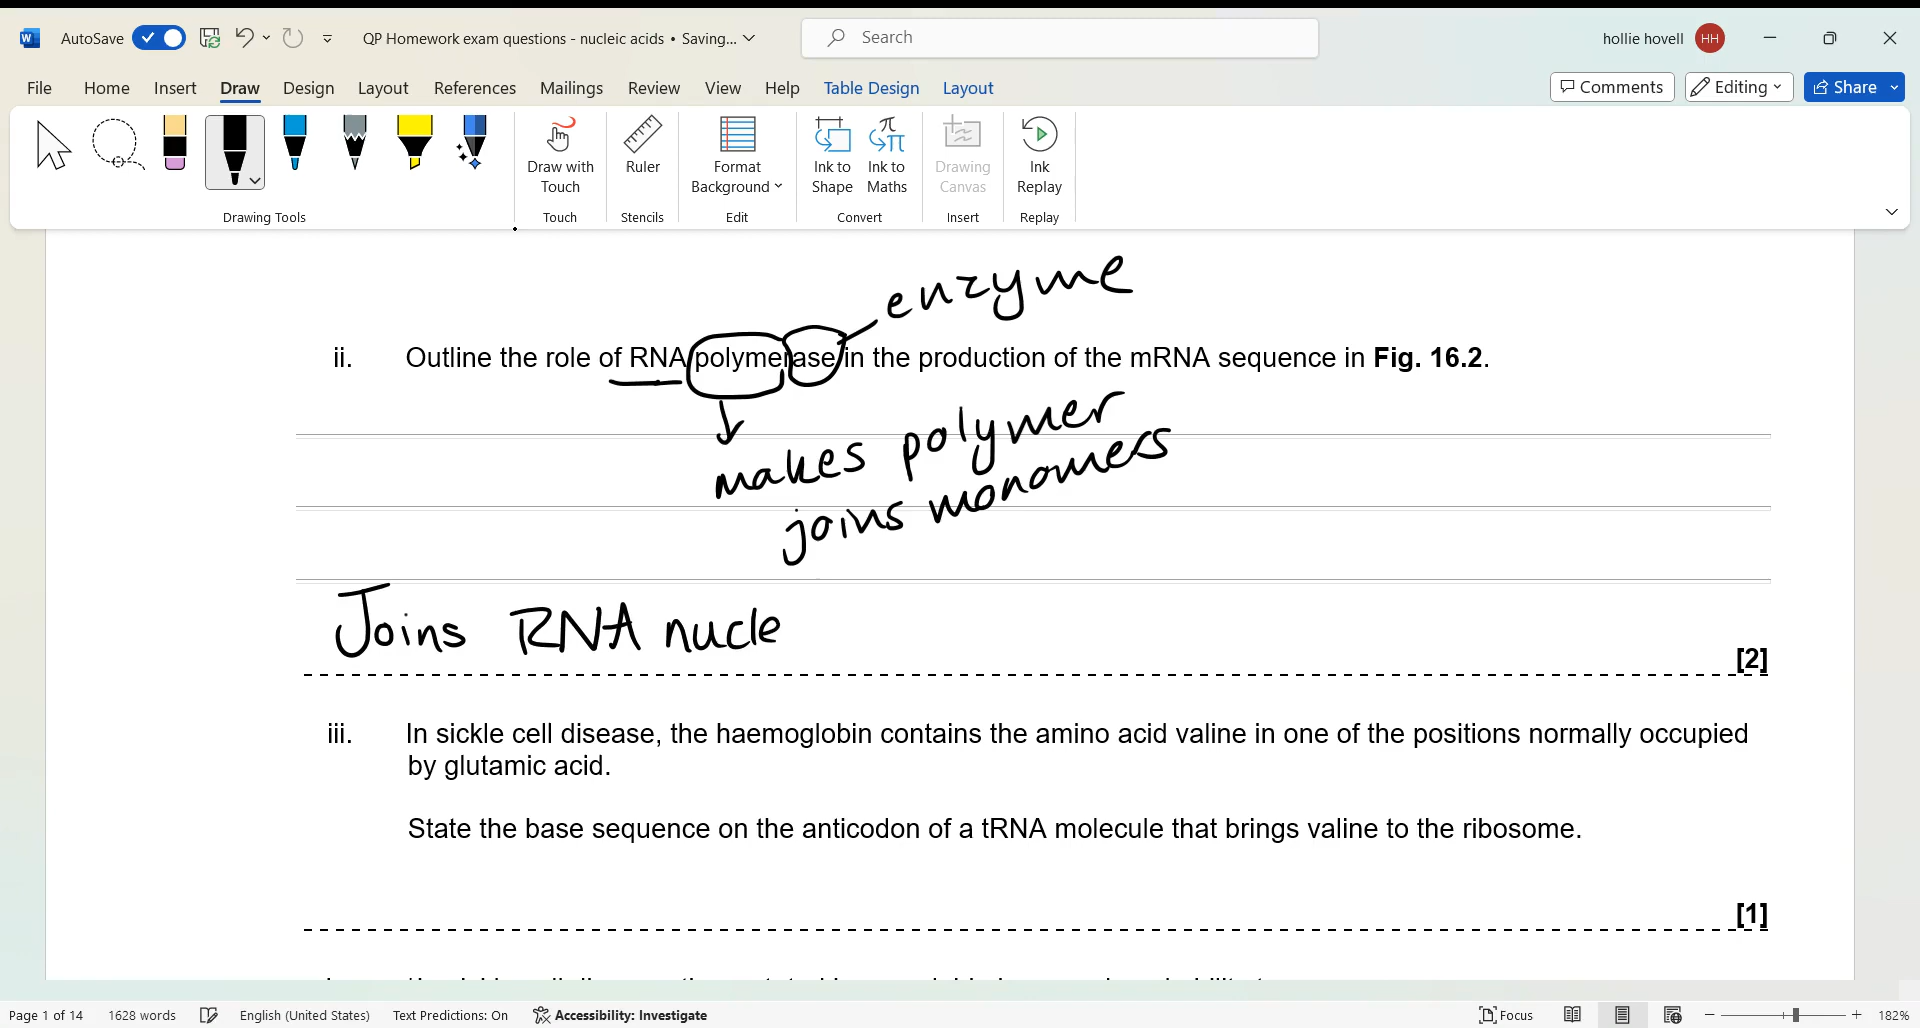 AutoSave
QP Homework exam questions - nucleic acids • Saving...
Search
hollie hovell
HH
File Home Insert Draw Design Layout References Mailings Review View Help Table Design Layout
Comments Editing Share
Draw with Touch
Ruler
Format Background
Ink to Shape
Ink to Maths
Drawing Canvas
Ink Replay
Drawing Tools Touch Stencils Edit Convert Insert Replay
enzyme
ii. Outline the role of RNA polymerase in the production of the mRNA sequence in Fig. 16.2.
makes polymer
joins monomers
Joins RNA nucle
[2]
iii. In sickle cell disease, the haemoglobin contains the amino acid valine in one of the positions normally occupied
by glutamic acid.
State the base sequence on the anticodon of a tRNA molecule that brings valine to the ribosome.
[1]
Page 1 of 14 1628 words English (United States) Text Predictions: On Accessibility: Investigate Focus 182%